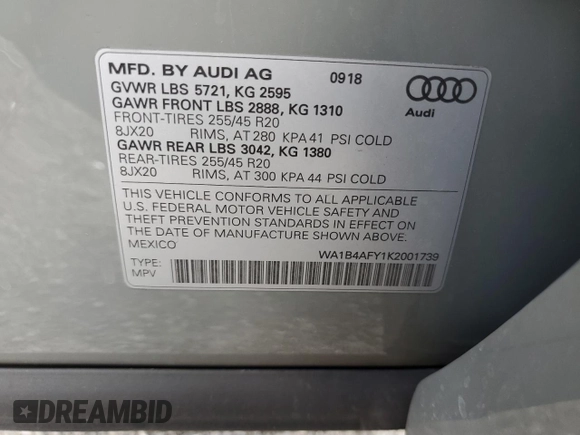 MFD. BY AUDI AG 0918
GVWR LBS 5721, KG 2595
GAWR FRONT LBS 2888, KG 1310
FRONT-TIRES 255/45 R20
8JX20 RIMS, AT 280 KPA 41 PSI COLD
GAWR REAR LBS 3042, KG 1380
REAR-TIRES 255/45 R20
8JX20 RIMS, AT 300 KPA 44 PSI COLD
Audi
THIS VEHICLE CONFORMS TO ALL APPLICABLE
U.S. FEDERAL MOTOR VEHICLE SAFETY AND
THEFT PREVENTION STANDARDS IN EFFECT ON
THE DATE OF MANUFACTURE SHOWN ABOVE.
MEXICO
WA1B4AFY1K2001739
TYPE:
MPV
DREAMBID